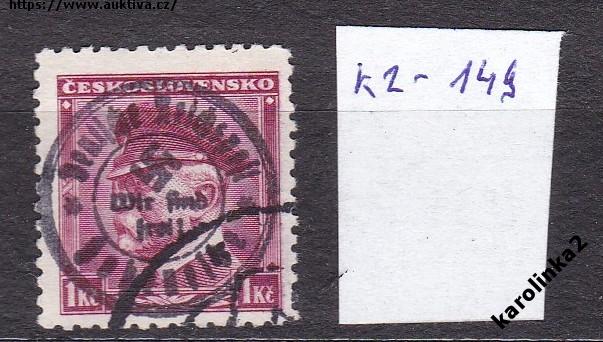 https://www.auktiva.cz/
ČESKOSLOVENSKO
Wir sind
frei!
1Kč
1Kč
K2-149
karolinka2